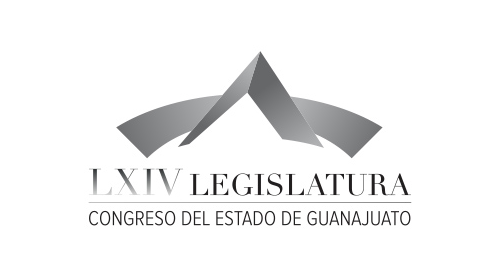 LXIV LEGISLATURA
CONGRESO DEL ESTADO DE GUANAJUATO